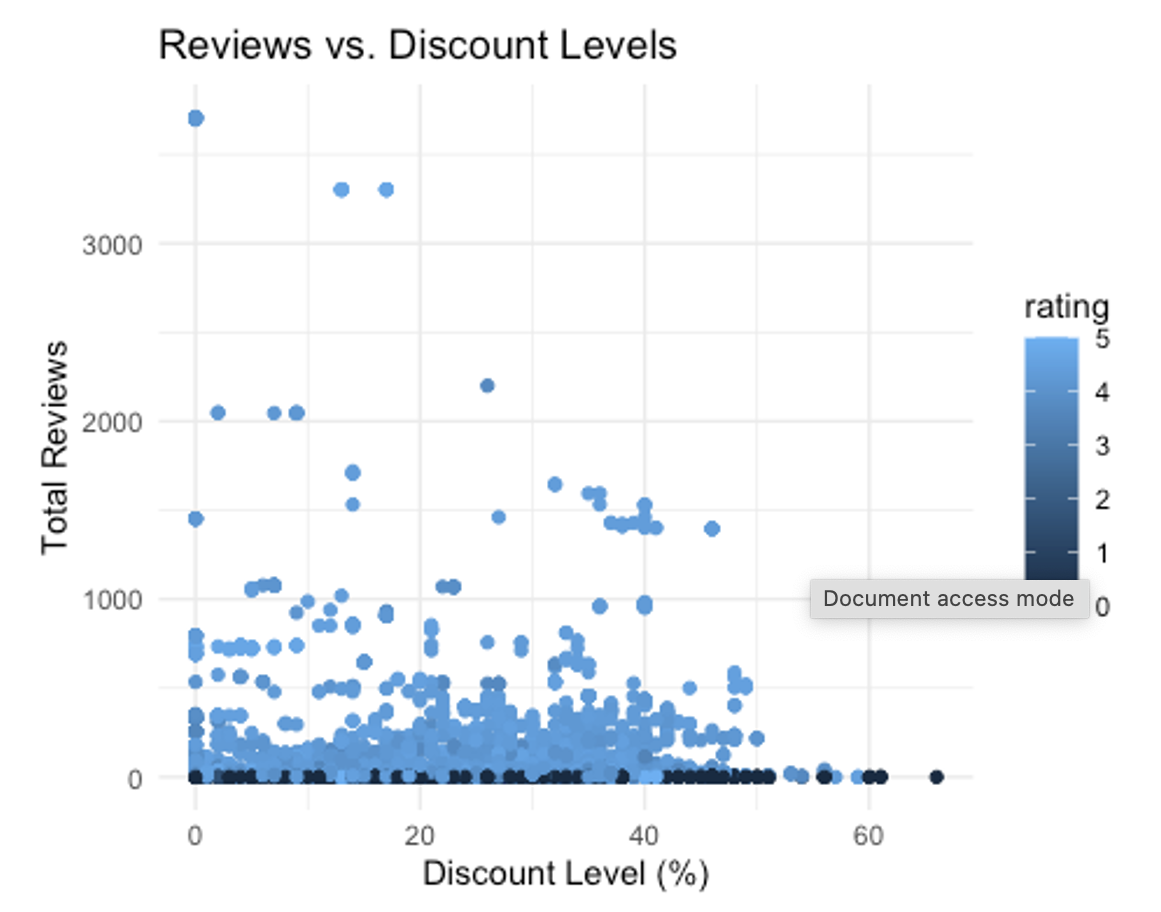 Reviews vs. Discount Levels
3000
2000
1000
0
Total Reviews
0 20 40 60
Discount Level (%)
rating
5
4
3
2
1
0
Document access mode